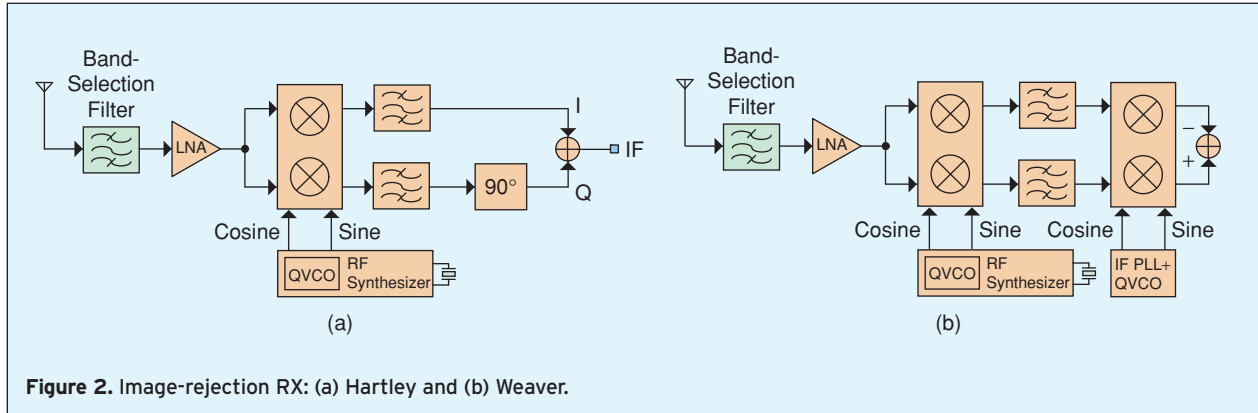 Band-
Selection
Filter
LNA
I
IF
90°
Q
Cosine
Sine
QVCO
RF
Synthesizer
(a)
Band-
Selection
Filter
LNA
−
+
Cosine
Sine
Cosine
Sine
QVCO
RF
Synthesizer
IF PLL+
QVCO
(b)
Figure 2. Image-rejection RX: (a) Hartley and (b) Weaver.